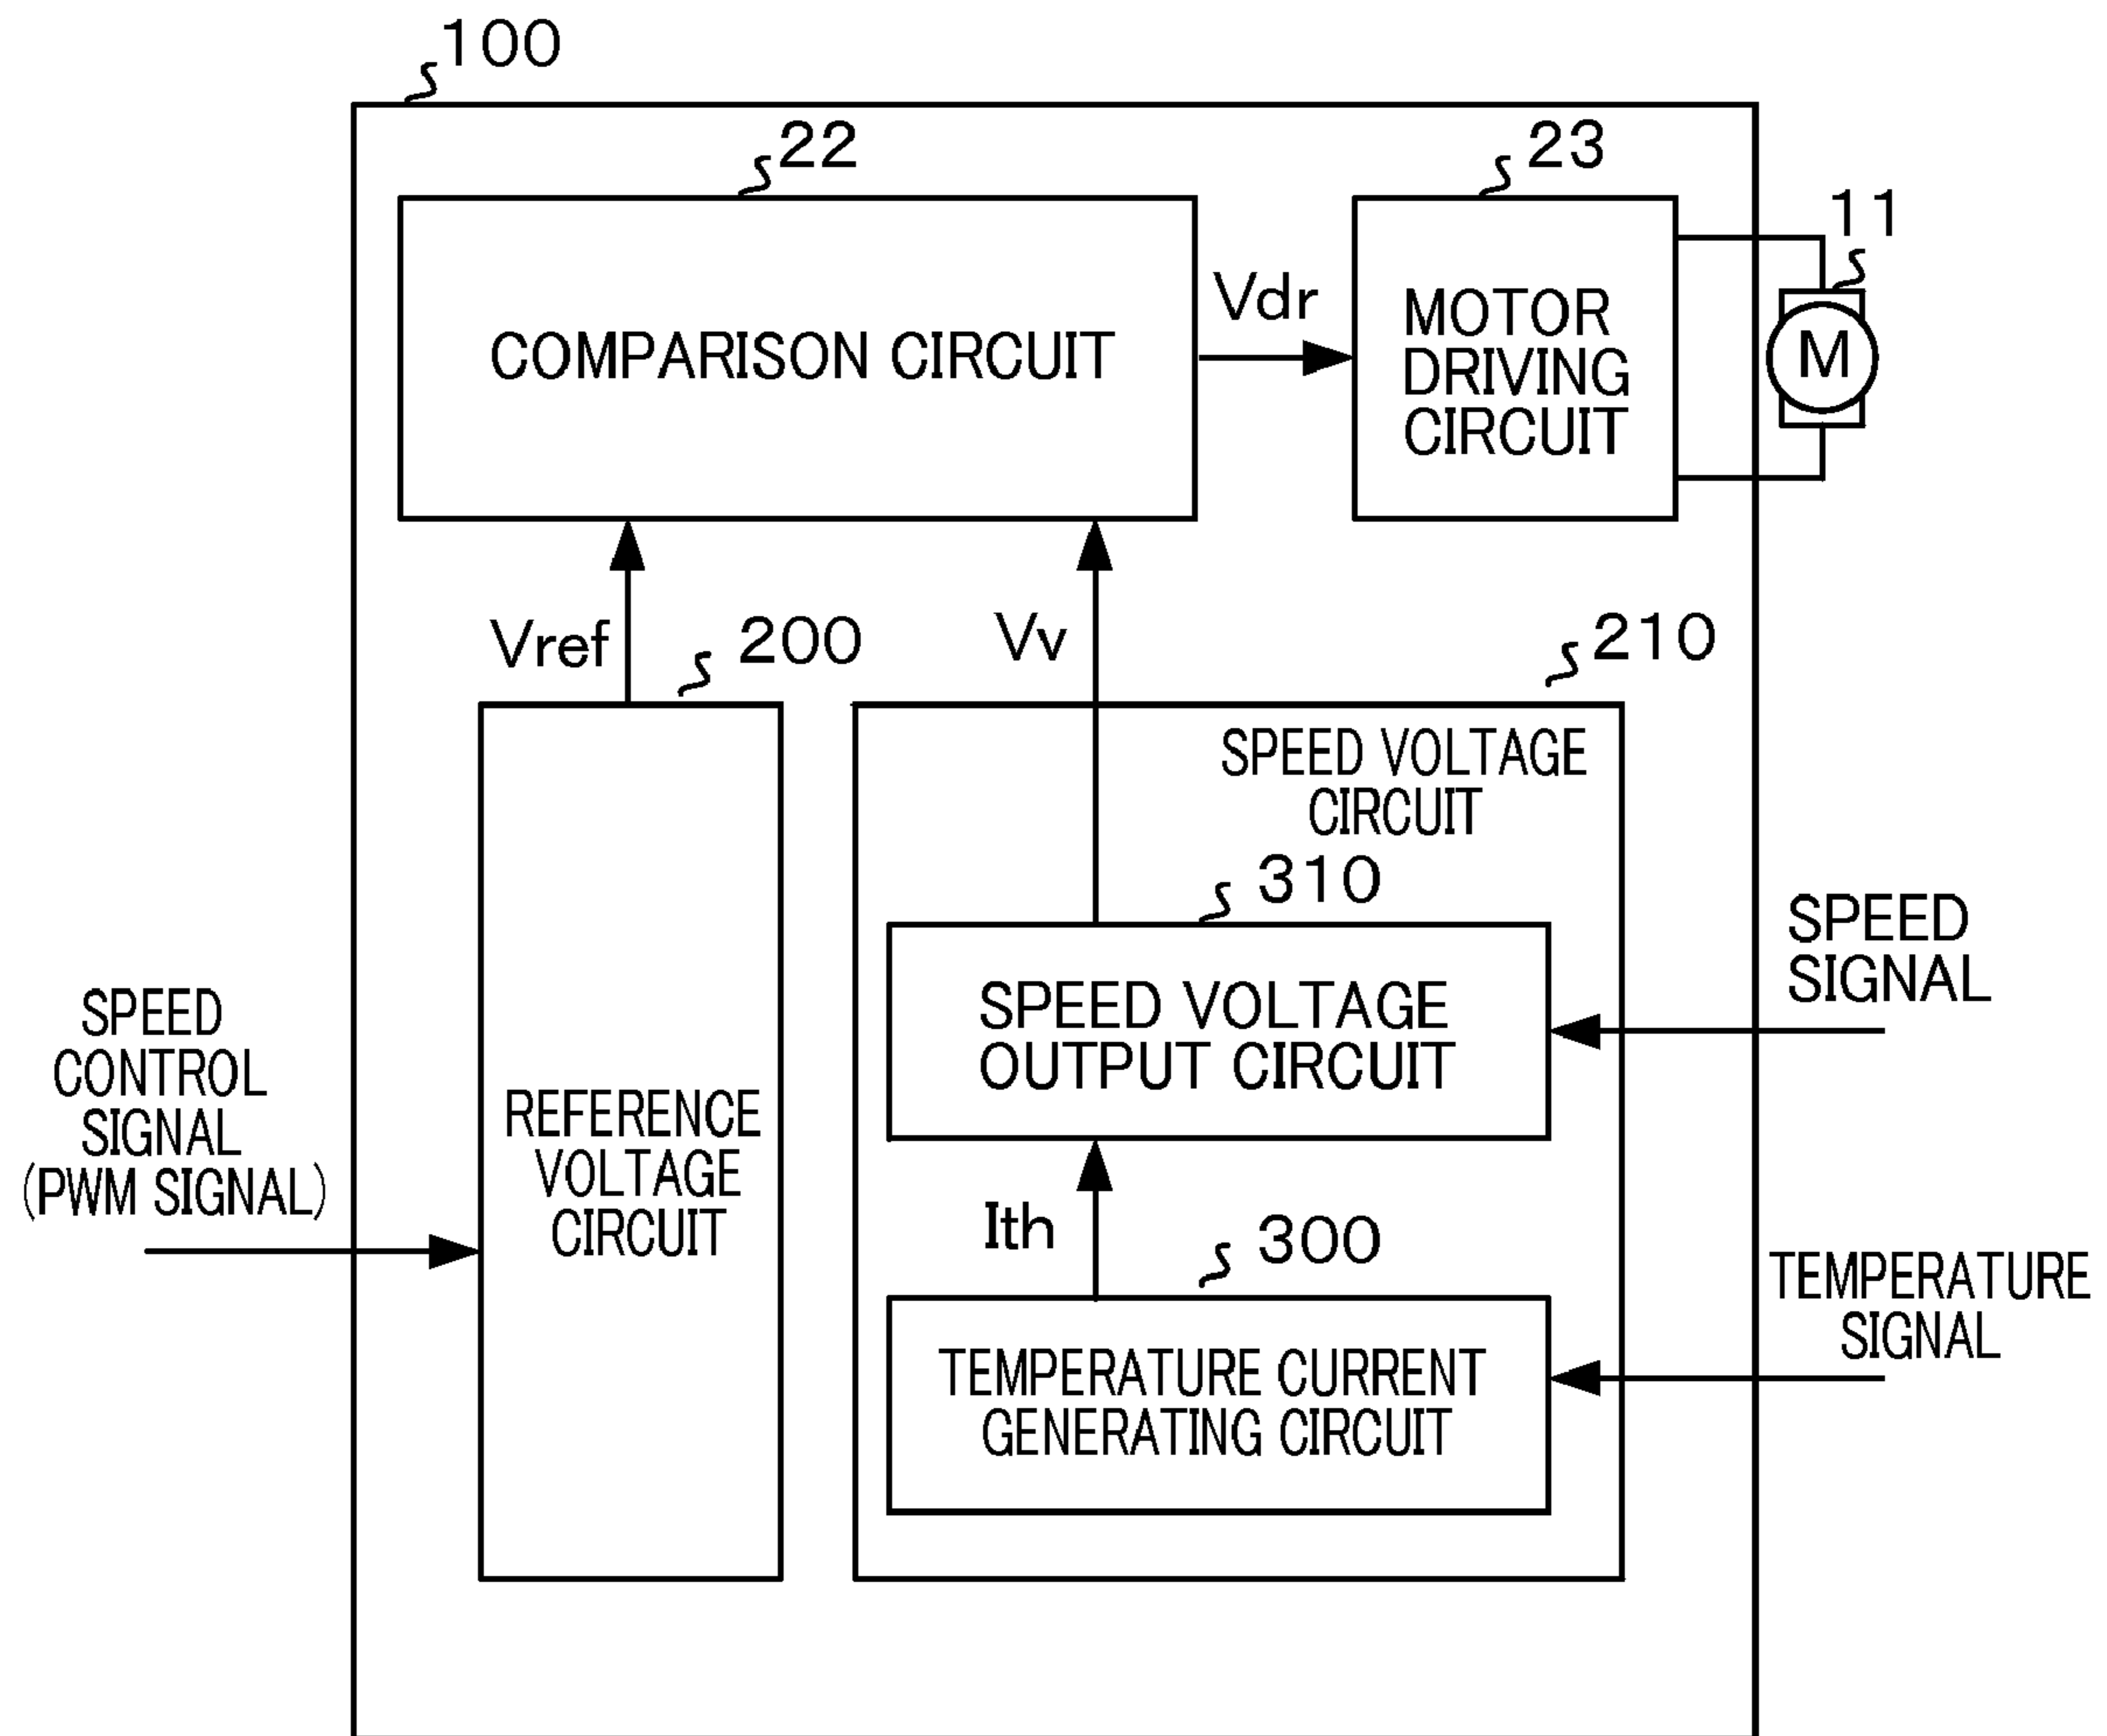 100
22
23
11
COMPARISON CIRCUIT
Vdr
MOTOR
DRIVING
CIRCUIT
M
Vref
200
Vv
210
SPEED VOLTAGE
CIRCUIT
310
SPEED VOLTAGE
OUTPUT CIRCUIT
SPEED
SIGNAL
SPEED
CONTROL
SIGNAL
(PWM SIGNAL)
REFERENCE
VOLTAGE
CIRCUIT
Ith
300
TEMPERATURE CURRENT
GENERATING CIRCUIT
TEMPERATURE
SIGNAL